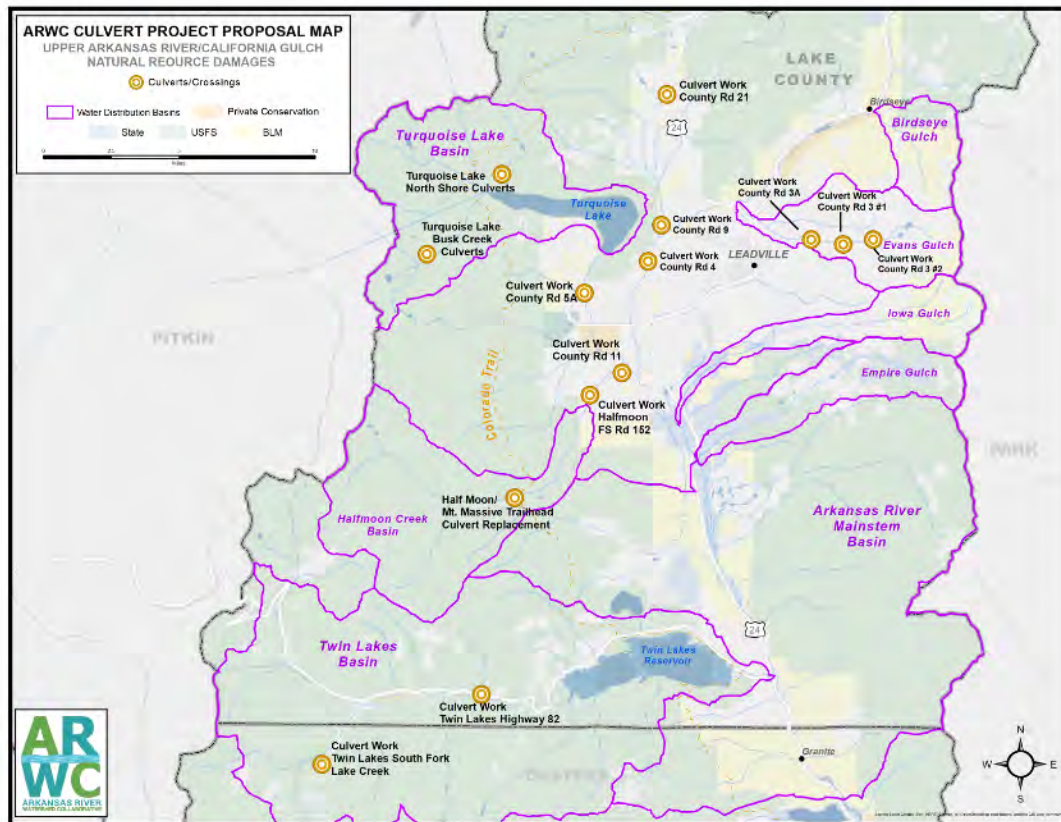 ARWC CULVERT PROJECT PROPOSAL MAP
UPPER ARKANSAS RIVER/CALIFORNIA GULCH
NATURAL REOURCE DAMAGES
Culverts/Crossings
Water Distribution Basins
Private Conservation
State
USFS
BLM
Miles
LAKE
COUNTY
Culvert Work
County Rd 21
24
Birdseye
Birdseye
Gulch
Turquoise Lake
Basin
Turquoise Lake
North Shore Culverts
Turquoise
Lake
Culvert Work
County Rd 3A
Culvert Work
County Rd 3 #1
Culvert Work
County Rd 9
Evans Gulch
Culvert Work
County Rd 3 #2
Turquoise Lake
Busk Creek
Culverts
Culvert Work
County Rd 4
LEADVILLE
Culvert Work
County Rd 5A
Iowa Gulch
PITKIN
Culvert Work
County Rd 11
Empire Gulch
Colorado Trail
Culvert Work
Halfmoon
FS Rd 152
PARK
Half Moon/
Mt. Massive Trailhead
Culvert Replacement
Halfmoon Creek
Basin
Arkansas River
Mainstem
Basin
24
Twin Lakes
Basin
Twin Lakes
Reservoir
Culvert Work
Twin Lakes Highway 82
Culvert Work
Twin Lakes South Fork
Lake Creek
CHAFFEE
Granite
N
W
E
S
AR
WC
ARKANSAS RIVER
WATERSHED COLLABORATIVE